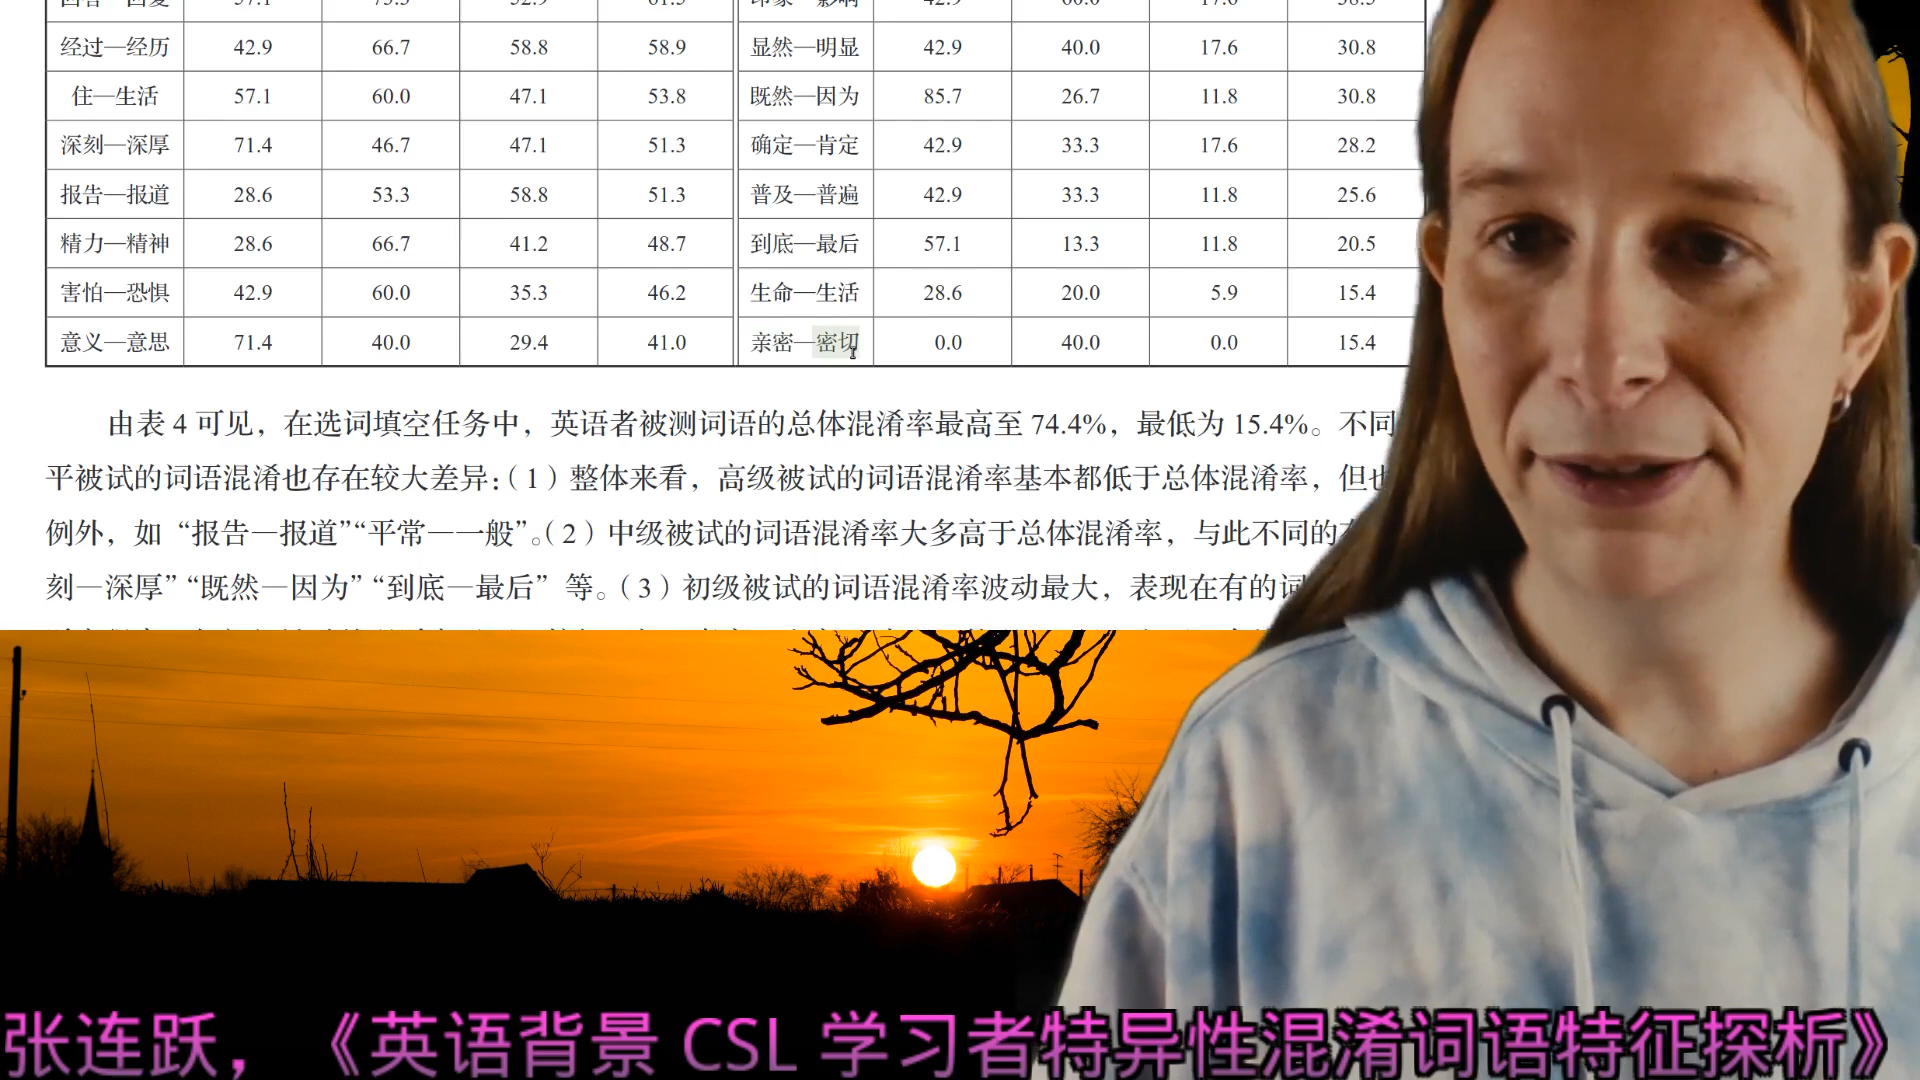 经过—经历 42.9 66.7 58.8 58.9 显然—明显 42.9 40.0 17.6 30.8
住—生活 57.1 60.0 47.1 53.8 既然—因为 85.7 26.7 11.8 30.8
深刻—深厚 71.4 46.7 47.1 51.3 确定—肯定 42.9 33.3 17.6 28.2
报告—报道 28.6 53.3 58.8 51.3 普及—普遍 42.9 33.3 11.8 25.6
精力—精神 28.6 66.7 41.2 48.7 到底—最后 57.1 13.3 11.8 20.5
害怕—恐惧 42.9 60.0 35.3 46.2 生命—生活 28.6 20.0 5.9 15.4
意义—意思 71.4 40.0 29.4 41.0 亲密—密切 0.0 40.0 0.0 15.4
由表 4 可见，在选词填空任务中，英语者被测词语的总体混淆率最高至 74.4%，最低为 15.4%。不同
平被试的词语混淆也存在较大差异：（1）整体来看，高级被试的词语混淆率基本都低于总体混淆率，但也
例外，如“报告—报道”“平常—一般”。（2）中级被试的词语混淆率大多高于总体混淆率，与此不同的
刻—深厚”“既然—因为”“到底—最后”等。（3）初级被试的词语混淆率波动最大，表现在有的词
张连跃，《英语背景 CSL 学习者特异性混淆词语特征探析》